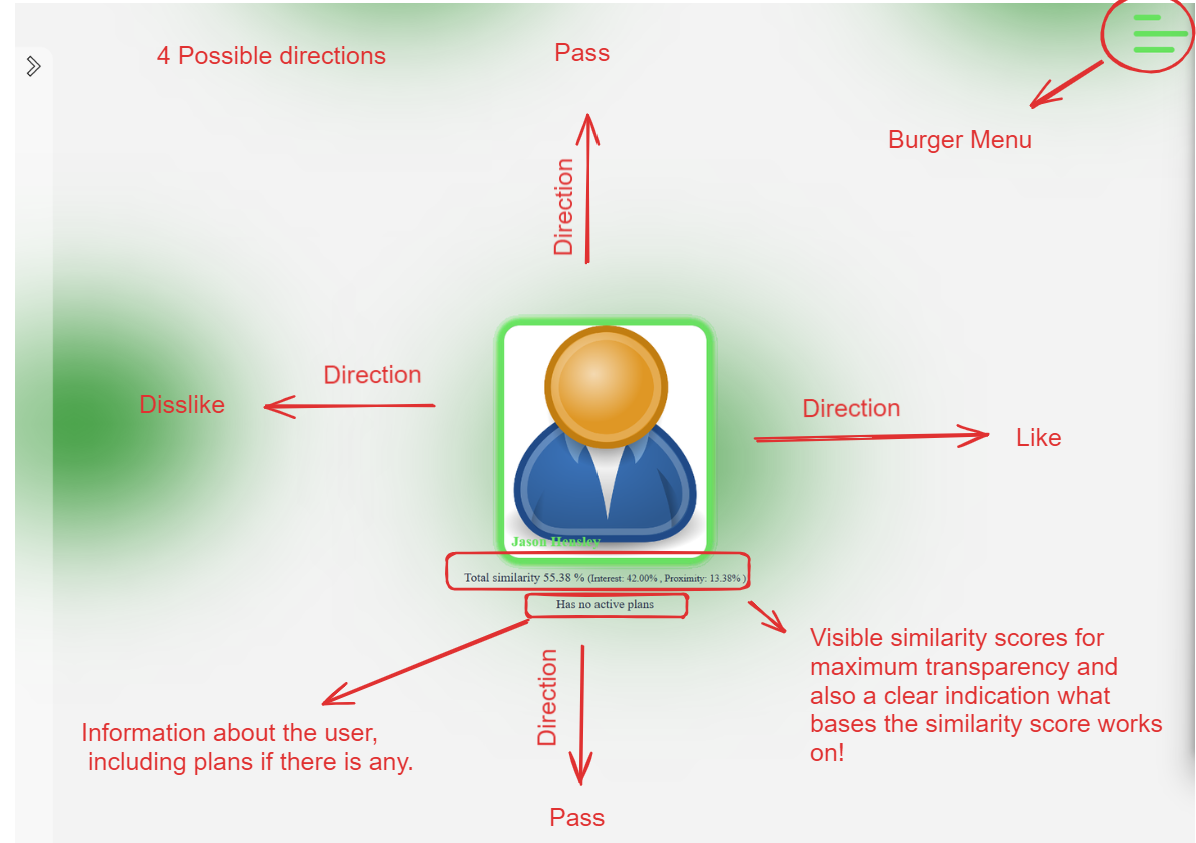 4 Possible directions
Pass
Burger Menu
Direction
Direction
Disslike
Direction
Like
Jason Hensley
Total similarity 55.38 % (Interest: 42.00% , Proximity: 13.38% )
Has no active plans
Direction
Visible similarity scores for
maximum transparency and
also a clear indication what
bases the similarity score works
on!
Information about the user,
including plans if there is any.
Pass